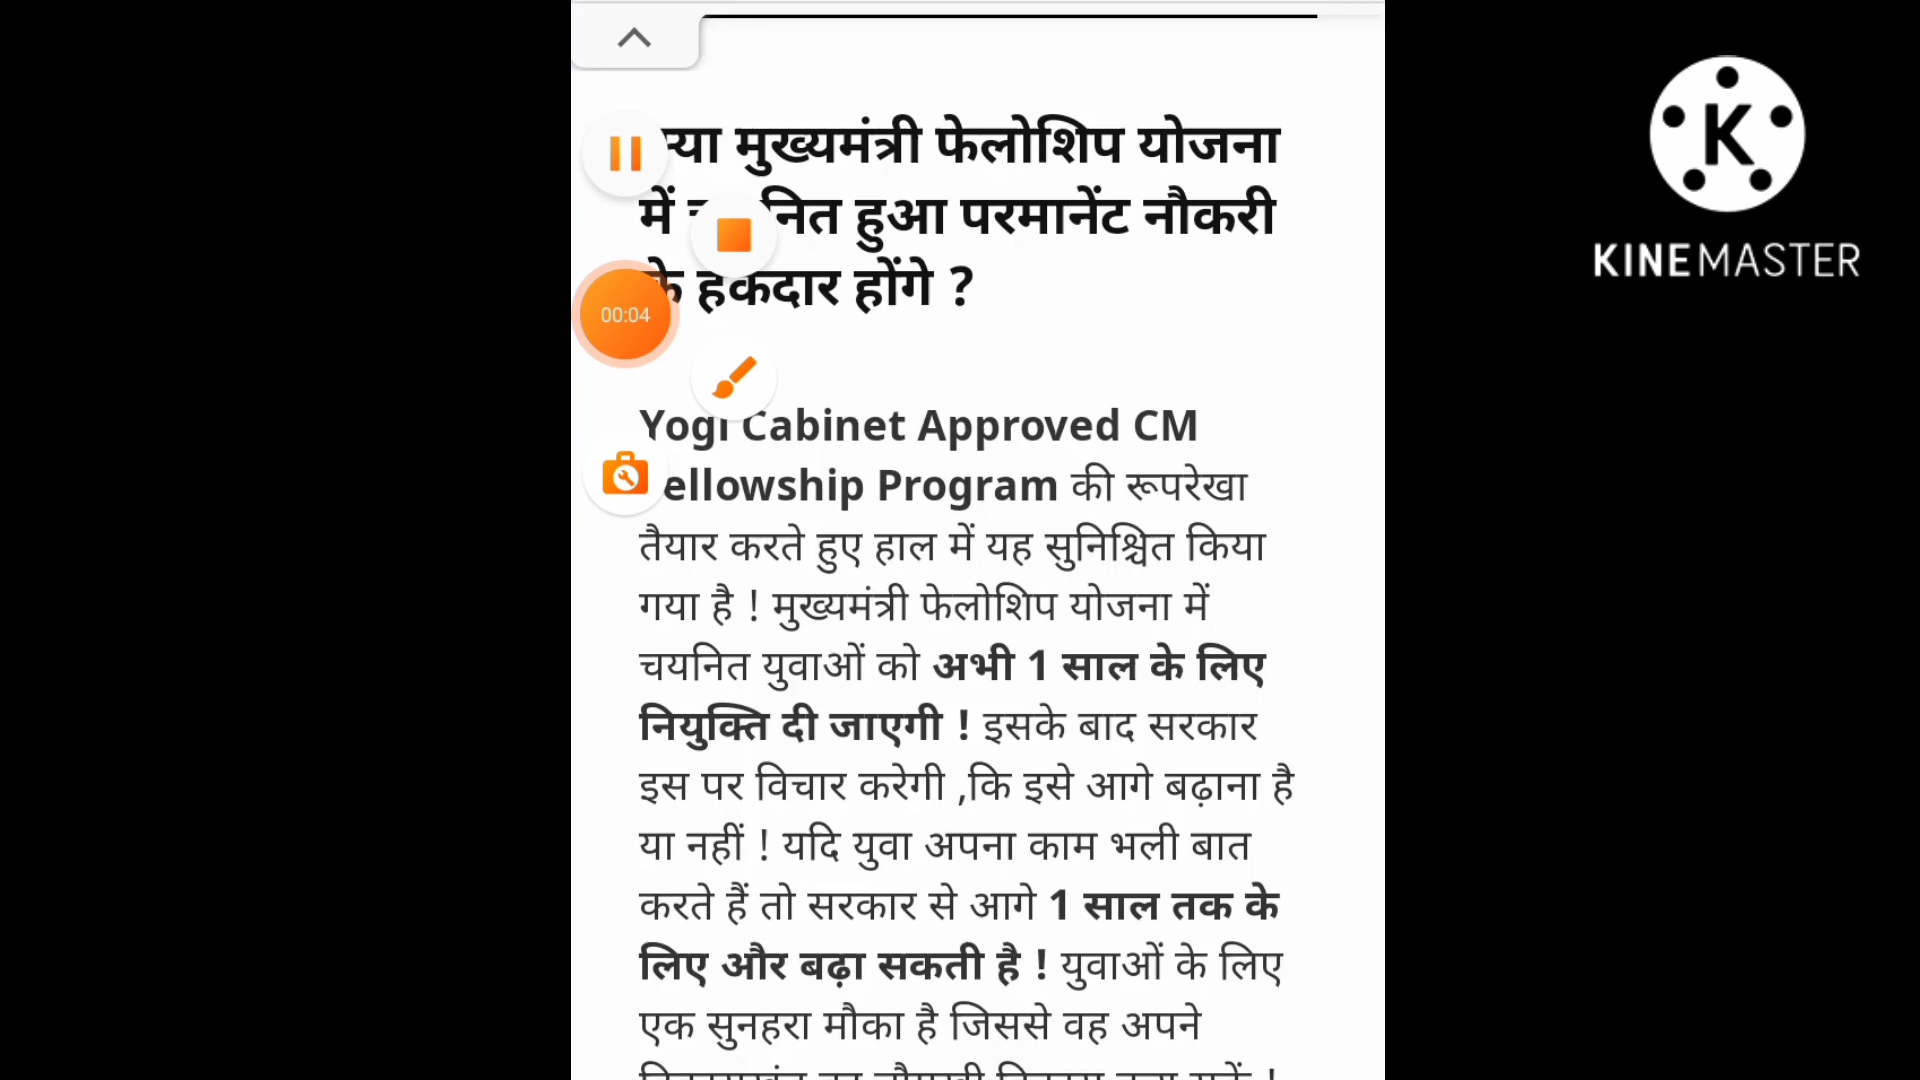 मुख्यमंत्री फेलोशिप योजना
में हुआ परमानेंट नौकरी
हकदार होंगे ?
00:04
Yogi Cabinet Approved CM
Program की रूपरेखा
तैयार करते हुए हाल में यह सुनिश्चित किया
गया है ! मुख्यमंत्री फेलोशिप योजना में
चयनित युवाओं को अभी 1 साल के लिए
नियुक्ति दी जाएगी ! इसके बाद सरकार
इस पर विचार करेगी ,कि इसे आगे बढ़ाना है
या नहीं ! यदि युवा अपना काम भली बात
करते हैं तो सरकार से आगे 1 साल तक के
लिए और बढ़ा सकती है ! युवाओं के लिए
एक सुनहरा मौका है जिससे वह अपने
K
KINEMASTER